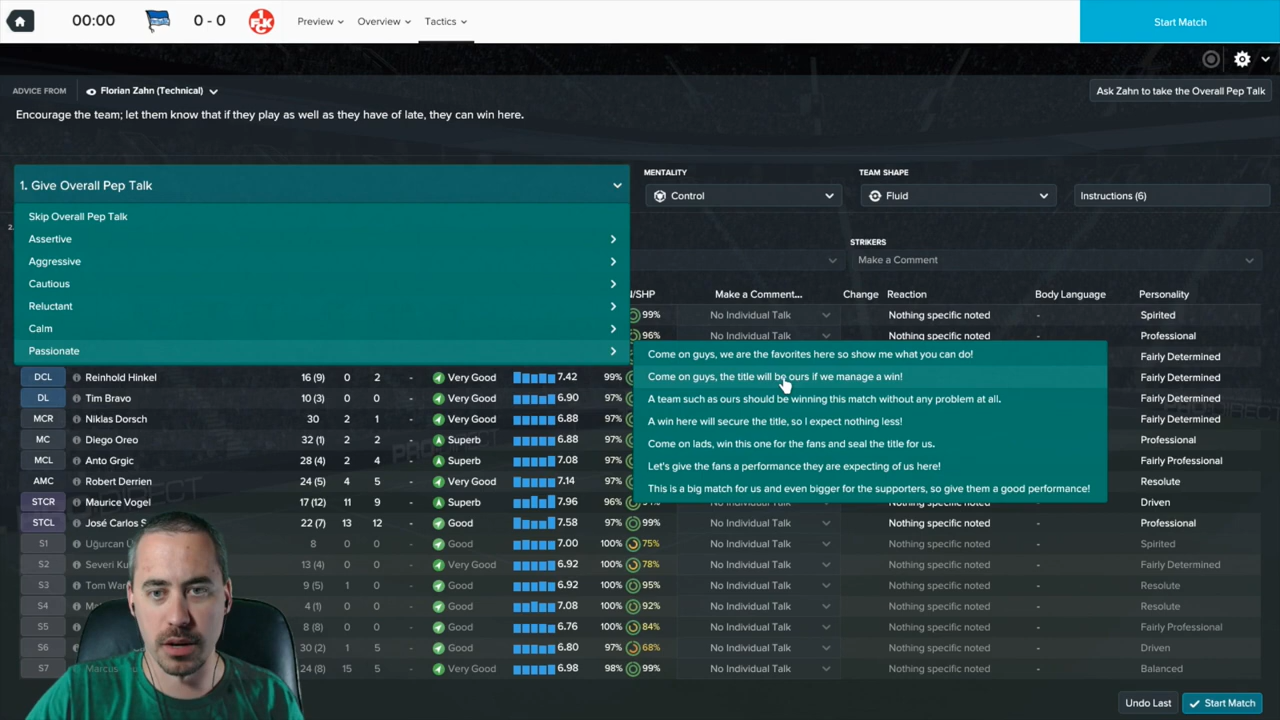 00:00 0 - 0 Preview Overview Tactics Start Match
ADVICE FROM Florian Zahn (Technical) Ask Zahn to take the Overall Pep Talk
Encourage the team; let them know that if they play as well as they have of late, they can win here.
1. Give Overall Pep Talk
MENTALITY TEAM SHAPE
Control Fluid Instructions (6)
Skip Overall Pep Talk
Assertive
Aggressive
Cautious
Reluctant
Calm
Passionate
STRIKERS
Make a Comment
Make a Comment... Change Reaction Body Language Personality
99% No Individual Talk Nothing specific noted Spirited
96% No Individual Talk Nothing specific noted - Professional
Come on guys, we are the favorites here so show me what you can do!
Come on guys, the title will be ours if we manage a win!
A team such as ours should be winning this match without any problem at all.
A win here will secure the title, so I expect nothing less!
Come on lads, win this one for the fans and seal the title for us.
Let's give the fans a performance they are expecting of us here!
This is a big match for us and even bigger for the supporters, so give them a good performance!
Fairly Determined
DCL Reinhold Hinkel 16 (9) 0 2 - Very Good 7.42 99% Fairly Determined
DL Tim Bravo 10 (3) 0 0 - Very Good 6.90 Fairly Determined
MCR Niklas Dorsch 30 2 1 - Very Good 6.88 Fairly Determined
MC Diego Oreo 32 (1) 2 2 - Superb 6.88 Professional
MCL Anto Grgic 28 (4) 2 4 - Superb 7.08 Fairly Professional
AMC Robert Derrien 24 (5) 4 5 - Very Good 7.14 Resolute
STCR Maurice Vogel 17 (12) 11 9 - Superb 7.96 Driven
STCL José Carlos 22 (7) 13 12 - Good 7.58 97% 99% No Individual Talk Nothing specific noted - Professional
S1 Uğurcan 8 0 0 - Good 7.00 100% 75% No Individual Talk Nothing specific noted - Spirited
S2 Severi 13 (4) 0 0 - Good 6.92 100% 78% No Individual Talk Nothing specific noted - Fairly Determined
S3 Tom 9 (5) 1 0 - Good 6.92 100% 95% No Individual Talk Nothing specific noted - Resolute
S4 4 (1) 0 0 - Good 7.08 100% 92% No Individual Talk Nothing specific noted - Resolute
S5 8 (8) 0 0 - Good 6.76 100% 84% No Individual Talk Nothing specific noted - Fairly Professional
S6 30 (2) 1 5 - Good 6.80 97% 68% No Individual Talk Nothing specific noted - Driven
S7 Marcus 24 (8) 15 5 - Very Good 6.98 98% 99% No Individual Talk Nothing specific noted - Balanced
Undo Last Start Match